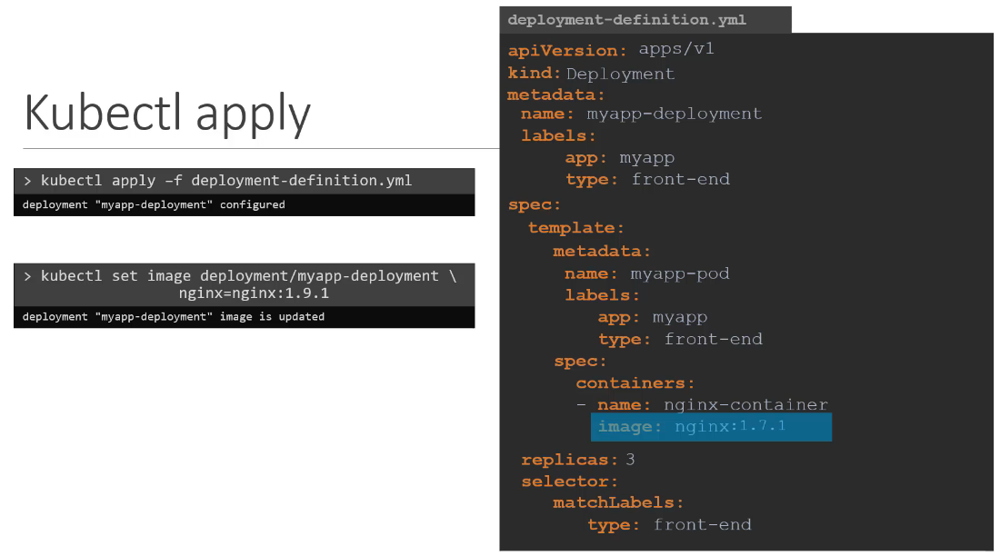 Kubectl apply
> kubectl apply –f deployment-definition.yml
deployment "myapp-deployment" configured
> kubectl set image deployment/myapp-deployment \
nginx=nginx:1.9.1
deployment "myapp-deployment" image is updated
deployment-definition.yml
apiVersion: apps/v1
kind: Deployment
metadata:
name: myapp-deployment
labels:
app: myapp
type: front-end
spec:
template:
metadata:
name: myapp-pod
labels:
app: myapp
type: front-end
spec:
containers:
- name: nginx-container
image: nginx:1.7.1
replicas: 3
selector:
matchLabels:
type: front-end